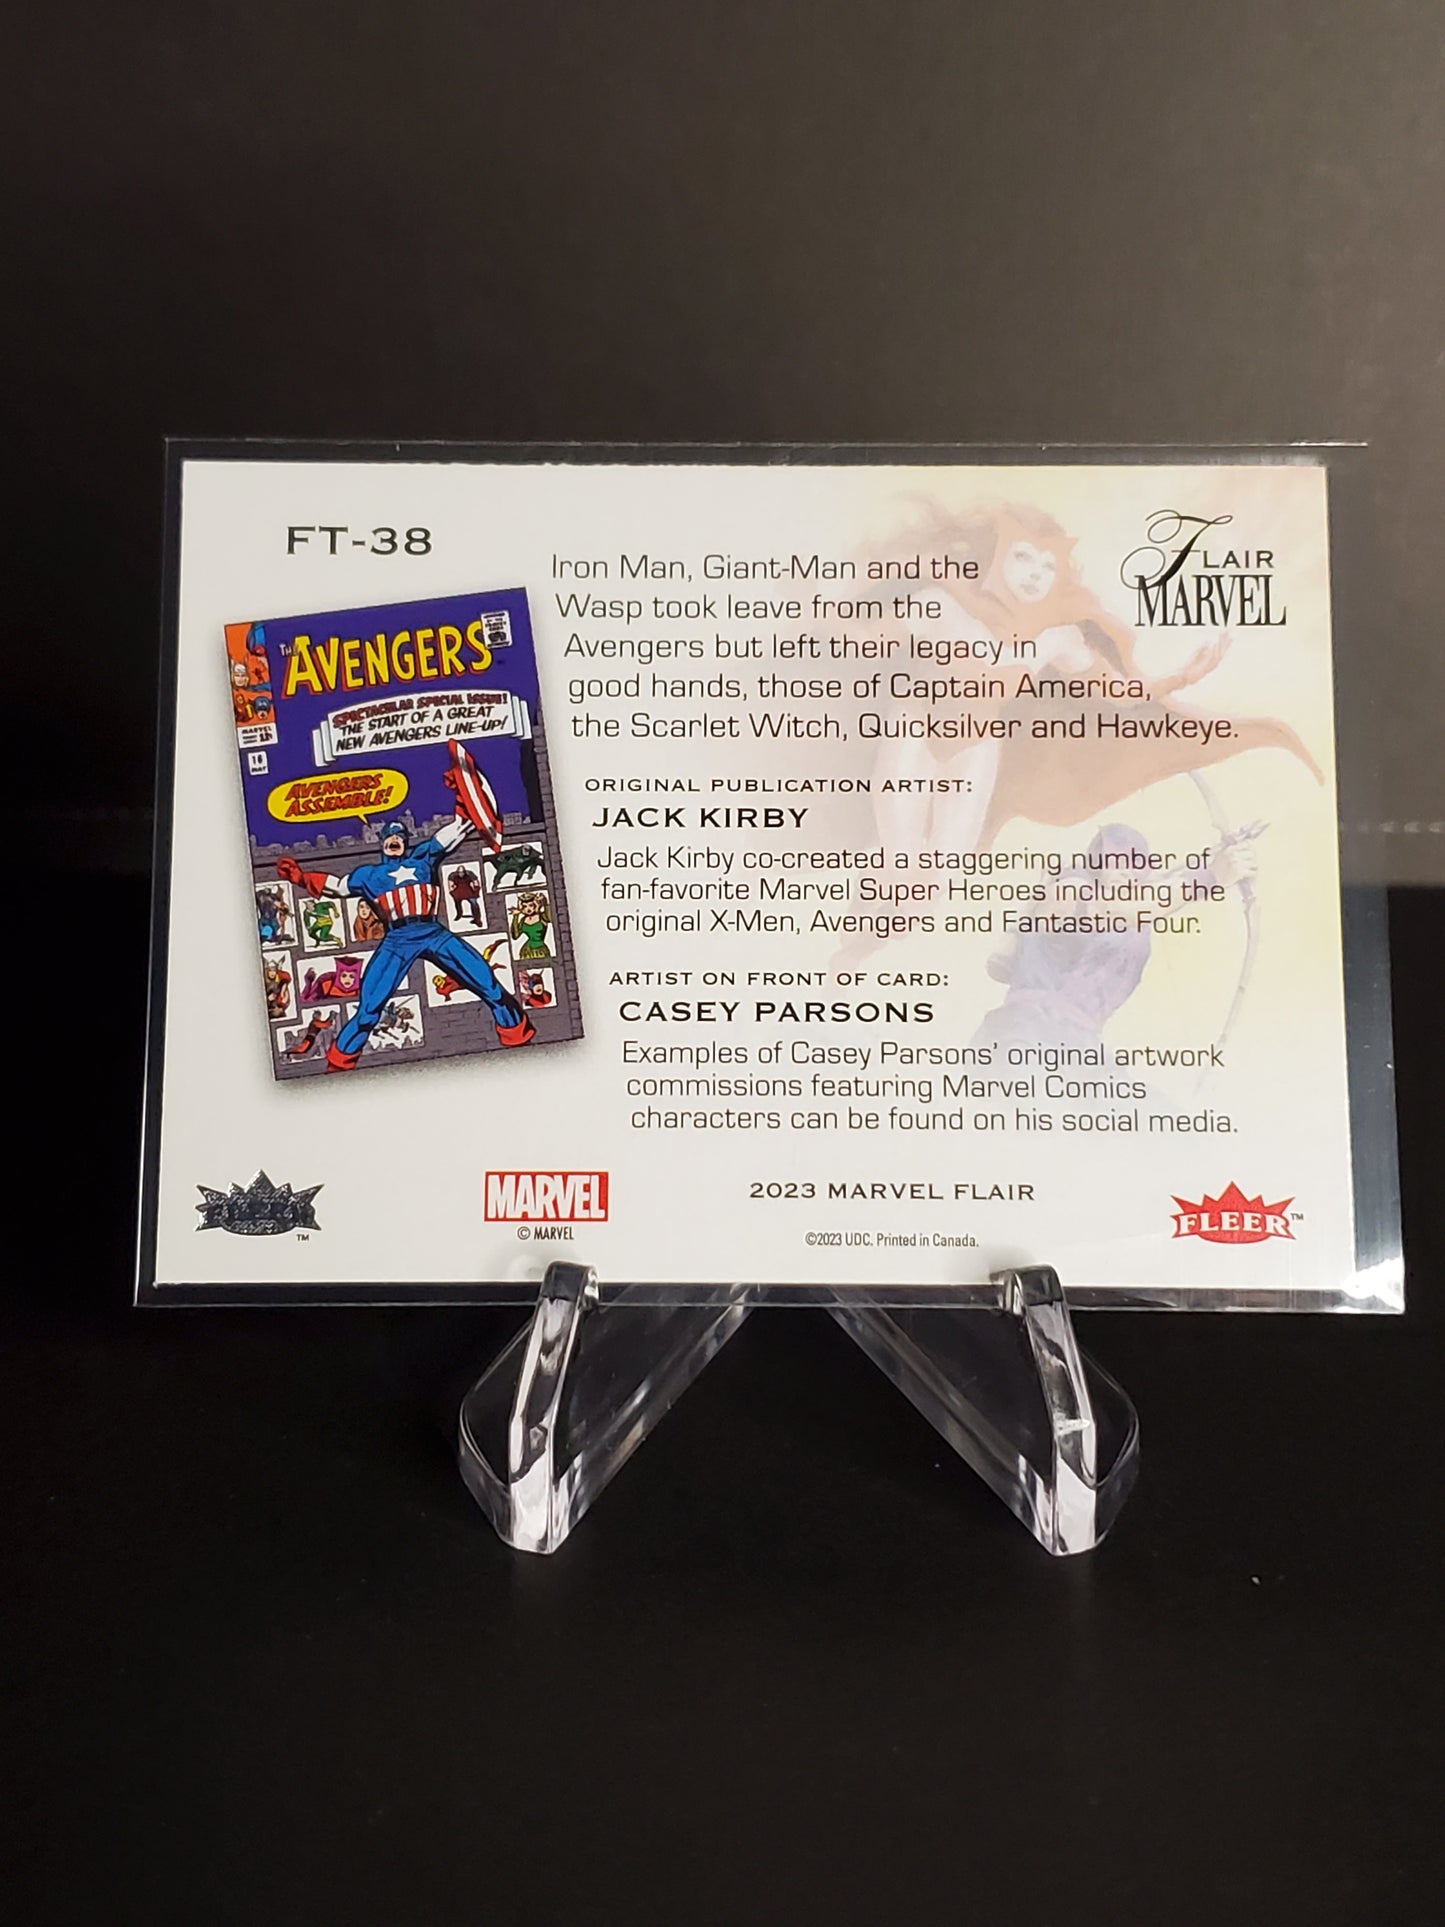 FT-38
FLAIR
MARVEL
Iron Man, Giant-Man and the
Wasp took leave from the
Avengers but left their legacy in
good hands, those of Captain America,
the Scarlet Witch, Quicksilver and Hawkeye.
THE
AVENGERS
SPECTACULAR SPECIAL ISSUE!
THE START OF A GREAT
NEW AVENGERS LINE-UP!
MARVEL
16
MAY
AVENGERS
ASSEMBLE!
ORIGINAL PUBLICATION ARTIST:
JACK KIRBY
Jack Kirby co-created a staggering number of
fan-favorite Marvel Super Heroes including the
original X-Men, Avengers and Fantastic Four.
ARTIST ON FRONT OF CARD:
CASEY PARSONS
Examples of Casey Parsons' original artwork
commissions featuring Marvel Comics
characters can be found on his social media.
TM
MARVEL
© MARVEL
2023 MARVEL FLAIR
©2023 UDC. Printed in Canada.
FLEER™